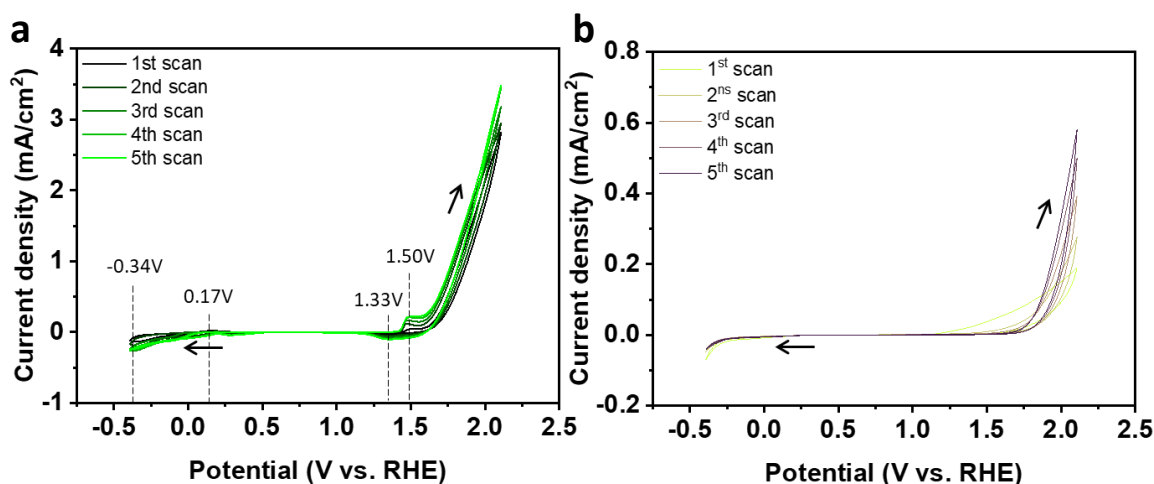 a
Current density (mA/cm²)
4
3
2
1
0
-1
1st scan
2nd scan
3rd scan
4th scan
5th scan
-0.34V
0.17V
1.33V
1.50V
-0.5 0.0 0.5 1.0 1.5 2.0 2.5
Potential (V vs. RHE)
b
Current density (mA/cm²)
0.8
0.6
0.4
0.2
0.0
-0.2
1st scan
2ns scan
3rd scan
4th scan
5th scan
-0.5 0.0 0.5 1.0 1.5 2.0 2.5
Potential (V vs. RHE)